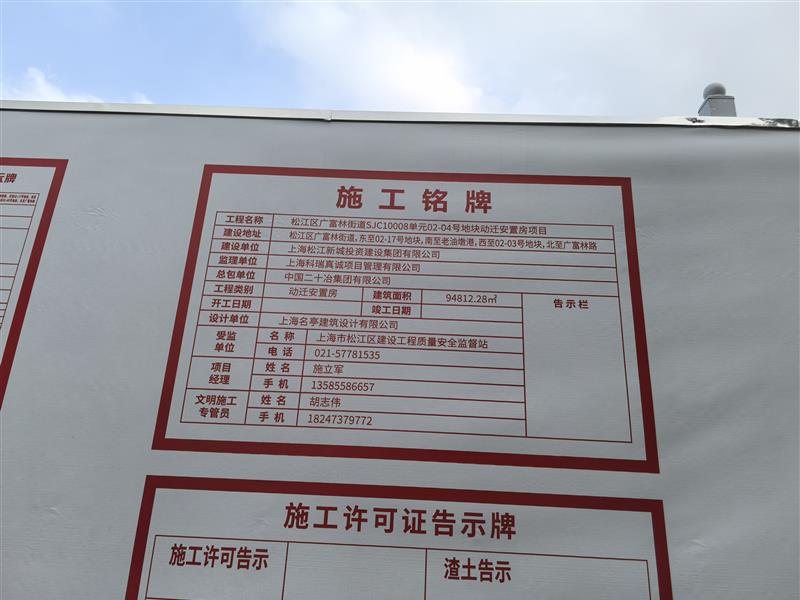 示牌
施工铭牌
工程名称 松江区广富林街道SJC10008单元02-04号地块动迁安置房项目
建设地址 松江区广富林街道，东至02-17号地块，南至老油墩港，西至02-03号地块，北至广富林路
建设单位 上海松江新城投资建设集团有限公司
监理单位 上海科瑞真诚项目管理有限公司
总包单位 中国二十冶集团有限公司
工程类别 动迁安置房 建筑面积 94812.28㎡ 告示栏
开工日期 竣工日期
设计单位 上海名亭建筑设计有限公司
受监单位 名称 上海市松江区建设工程质量安全监督站
电话 021-57781535
项目经理 姓名 施立军
手机 13585586657
文明施工专管员 姓名 胡志伟
手机 18247379772
施工许可证告示牌
施工许可告示 渣土告示